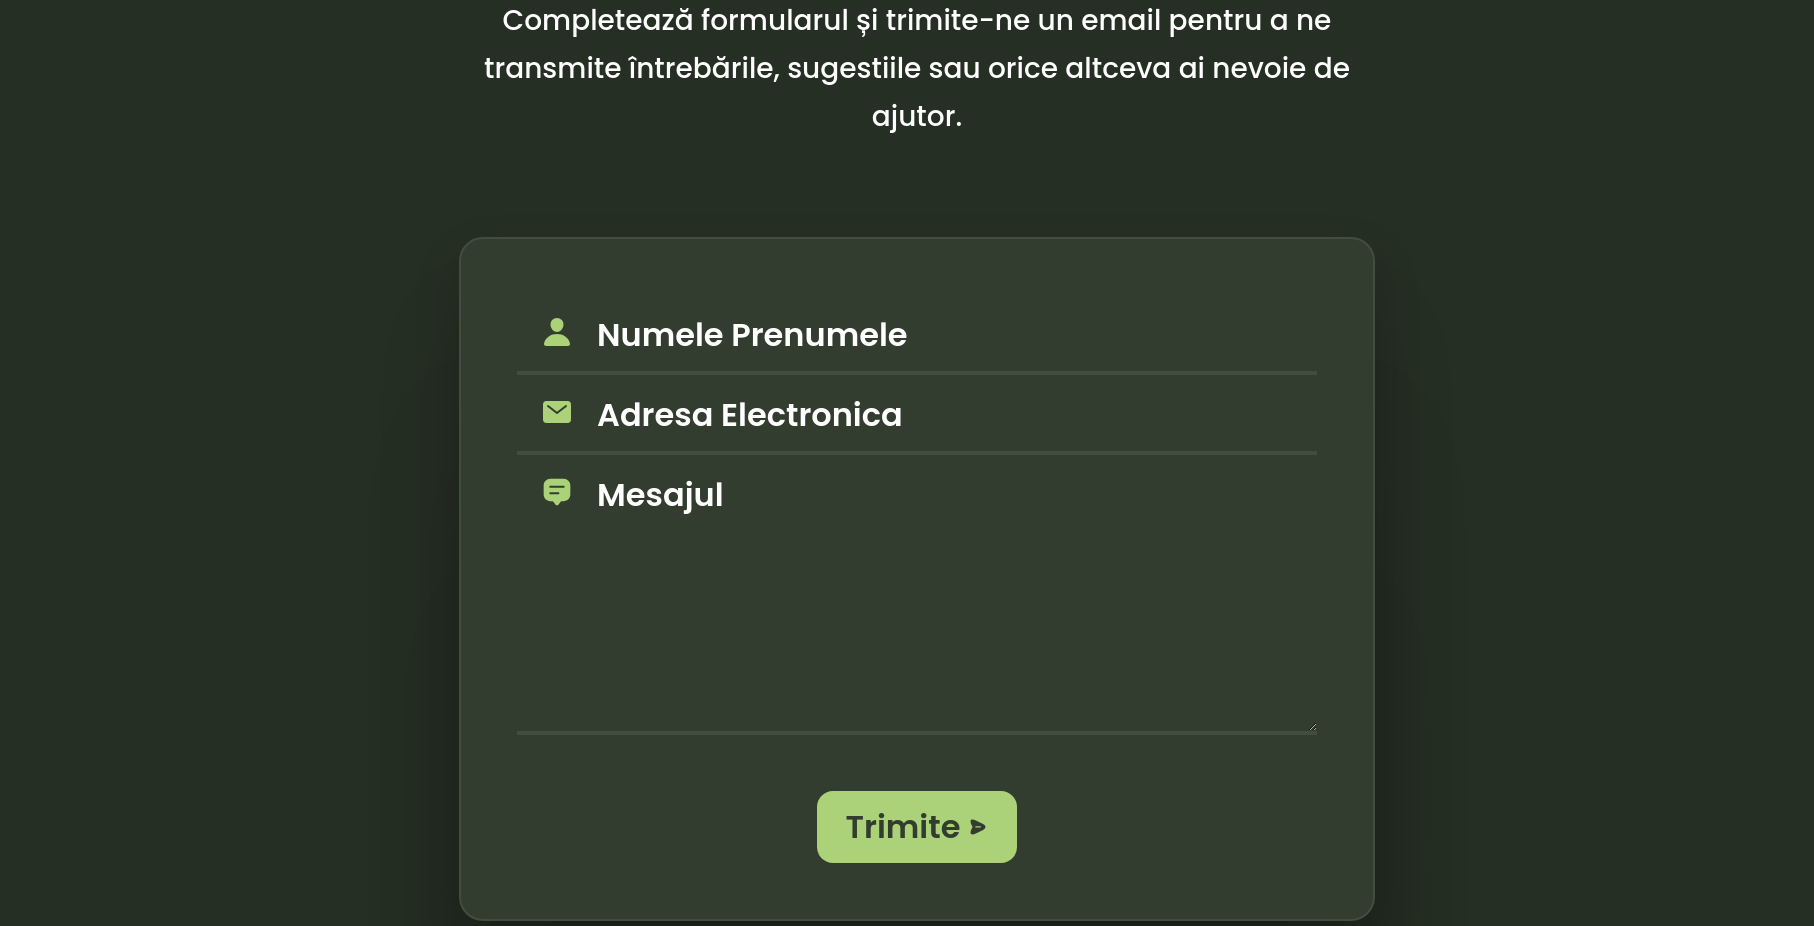 Completează formularul și trimite-ne un email pentru a ne
transmite întrebările, sugestiile sau orice altceva ai nevoie de
ajutor.
Numele Prenumele
Adresa Electronica
Mesajul
Trimite